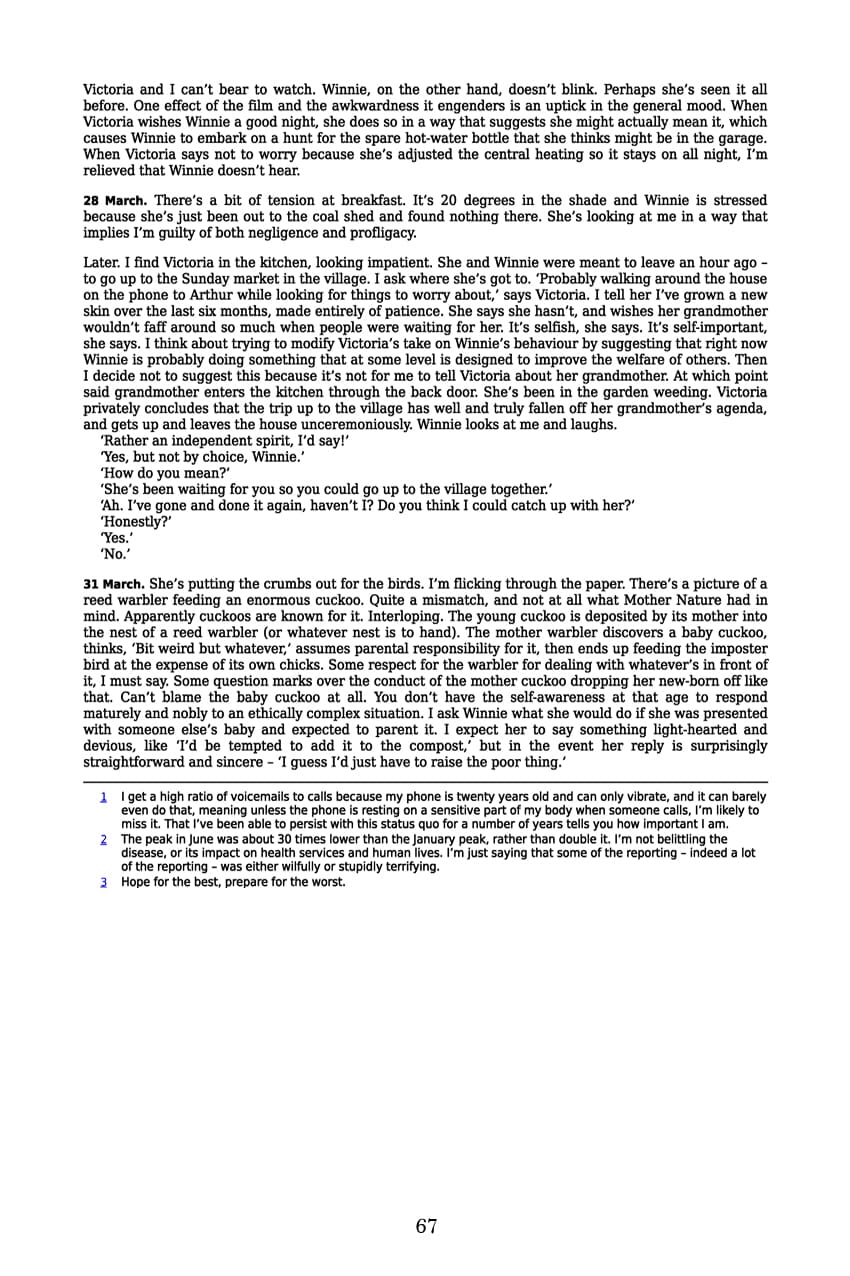 Victoria and I can’t bear to watch. Winnie, on the other hand, doesn’t blink. Perhaps she’s seen it all
before. One effect of the film and the awkwardness it engenders is an uptick in the general mood. When
Victoria wishes Winnie a good night, she does so in a way that suggests she might actually mean it, which
causes Winnie to embark on a hunt for the spare hot-water bottle that she thinks might be in the garage.
When Victoria says not to worry because she’s adjusted the central heating so it stays on all night, I’m
relieved that Winnie doesn’t hear.
28 March. There’s a bit of tension at breakfast. It’s 20 degrees in the shade and Winnie is stressed
because she’s just been out to the coal shed and found nothing there. She’s looking at me in a way that
implies I’m guilty of both negligence and profligacy.
Later. I find Victoria in the kitchen, looking impatient. She and Winnie were meant to leave an hour ago –
to go up to the Sunday market in the village. I ask where she’s got to. ‘Probably walking around the house
on the phone to Arthur while looking for things to worry about,’ says Victoria. I tell her I’ve grown a new
skin over the last six months, made entirely of patience. She says she hasn’t, and wishes her grandmother
wouldn’t faff around so much when people were waiting for her. It’s selfish, she says. It’s self-important,
she says. I think about trying to modify Victoria’s take on Winnie’s behaviour by suggesting that right now
Winnie is probably doing something that at some level is designed to improve the welfare of others. Then
I decide not to suggest this because it’s not for me to tell Victoria about her grandmother. At which point
said grandmother enters the kitchen through the back door. She’s been in the garden weeding. Victoria
privately concludes that the trip up to the village has well and truly fallen off her grandmother’s agenda,
and gets up and leaves the house unceremoniously. Winnie looks at me and laughs.
‘Rather an independent spirit, I’d say!’
‘Yes, but not by choice, Winnie.’
‘How do you mean?’
‘She’s been waiting for you so you could go up to the village together.’
‘Ah. I’ve gone and done it again, haven’t I? Do you think I could catch up with her?’
‘Honestly?’
‘Yes.’
‘No.’
31 March. She’s putting the crumbs out for the birds. I’m flicking through the paper. There’s a picture of a
reed warbler feeding an enormous cuckoo. Quite a mismatch, and not at all what Mother Nature had in
mind. Apparently cuckoos are known for it. Interloping. The young cuckoo is deposited by its mother into
the nest of a reed warbler (or whatever nest is to hand). The mother warbler discovers a baby cuckoo,
thinks, ‘Bit weird but whatever,’ assumes parental responsibility for it, then ends up feeding the imposter
bird at the expense of its own chicks. Some respect for the warbler for dealing with whatever’s in front of
it, I must say. Some question marks over the conduct of the mother cuckoo dropping her new-born off like
that. Can’t blame the baby cuckoo at all. You don’t have the self-awareness at that age to respond
maturely and nobly to an ethically complex situation. I ask Winnie what she would do if she was presented
with someone else’s baby and expected to parent it. I expect her to say something light-hearted and
devious, like ‘I’d be tempted to add it to the compost,’ but in the event her reply is surprisingly
straightforward and sincere – ‘I guess I’d just have to raise the poor thing.’
1 I get a high ratio of voicemails to calls because my phone is twenty years old and can only vibrate, and it can barely
even do that, meaning unless the phone is resting on a sensitive part of my body when someone calls, I’m likely to
miss it. That I’ve been able to persist with this status quo for a number of years tells you how important I am.
2 The peak in June was about 30 times lower than the January peak, rather than double it. I’m not belittling the
disease, or its impact on health services and human lives. I’m just saying that some of the reporting – indeed a lot
of the reporting – was either wilfully or stupidly terrifying.
3 Hope for the best, prepare for the worst.
67